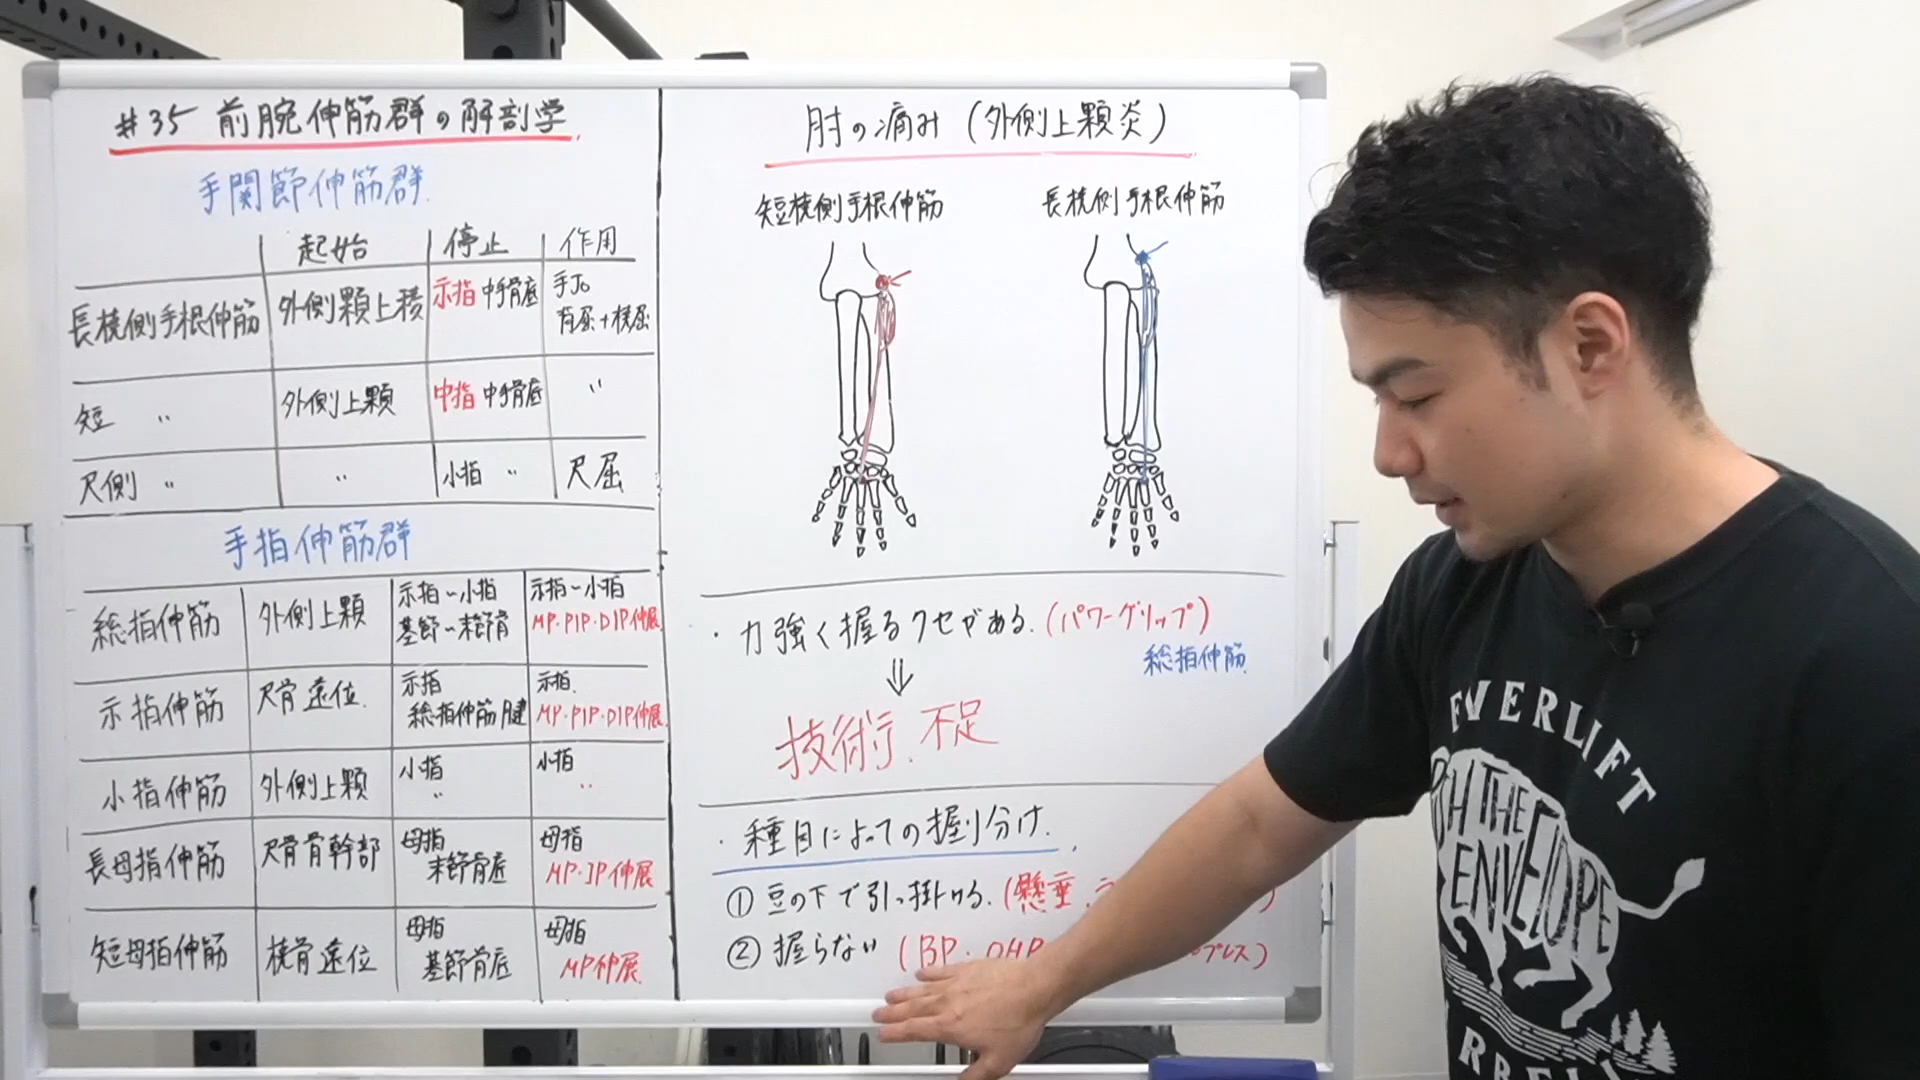 #35 前腕伸筋群の解剖学
手関節伸筋群
起始 停止 作用
長橈側手根伸筋 外側顆上稜 示指 中手骨底 手Jo 背屈+橈屈
短 〃 外側上顆 中指 中手骨底 〃
尺側 〃 〃 小指 〃 尺屈
手指伸筋群
総指伸筋 外側上顆 示指~小指 基節~末節骨 示指~小指 MP・PIP・DIP伸展
示指伸筋 尺骨遠位 示指 総指伸筋腱 示指 MP・PIP・DIP伸展
小指伸筋 外側上顆 小指 〃 小指 〃
長母指伸筋 尺骨骨幹部 母指 末節骨底 母指 MP・IP伸展
短母指伸筋 橈骨遠位 母指 基節骨底 母指 MP伸展
肘の痛み(外側上顆炎)
短橈側手根伸筋 長橈側手根伸筋
・力強く握るクセがある。(パワーグリップ)
総指伸筋
⇓
技術不足
・種目によっての握り分け。
①豆の下で引っ掛ける。(懸垂、
②握らない(BP・OHP プレス)
EVERLIFT
PUSH THE ENVELOPE